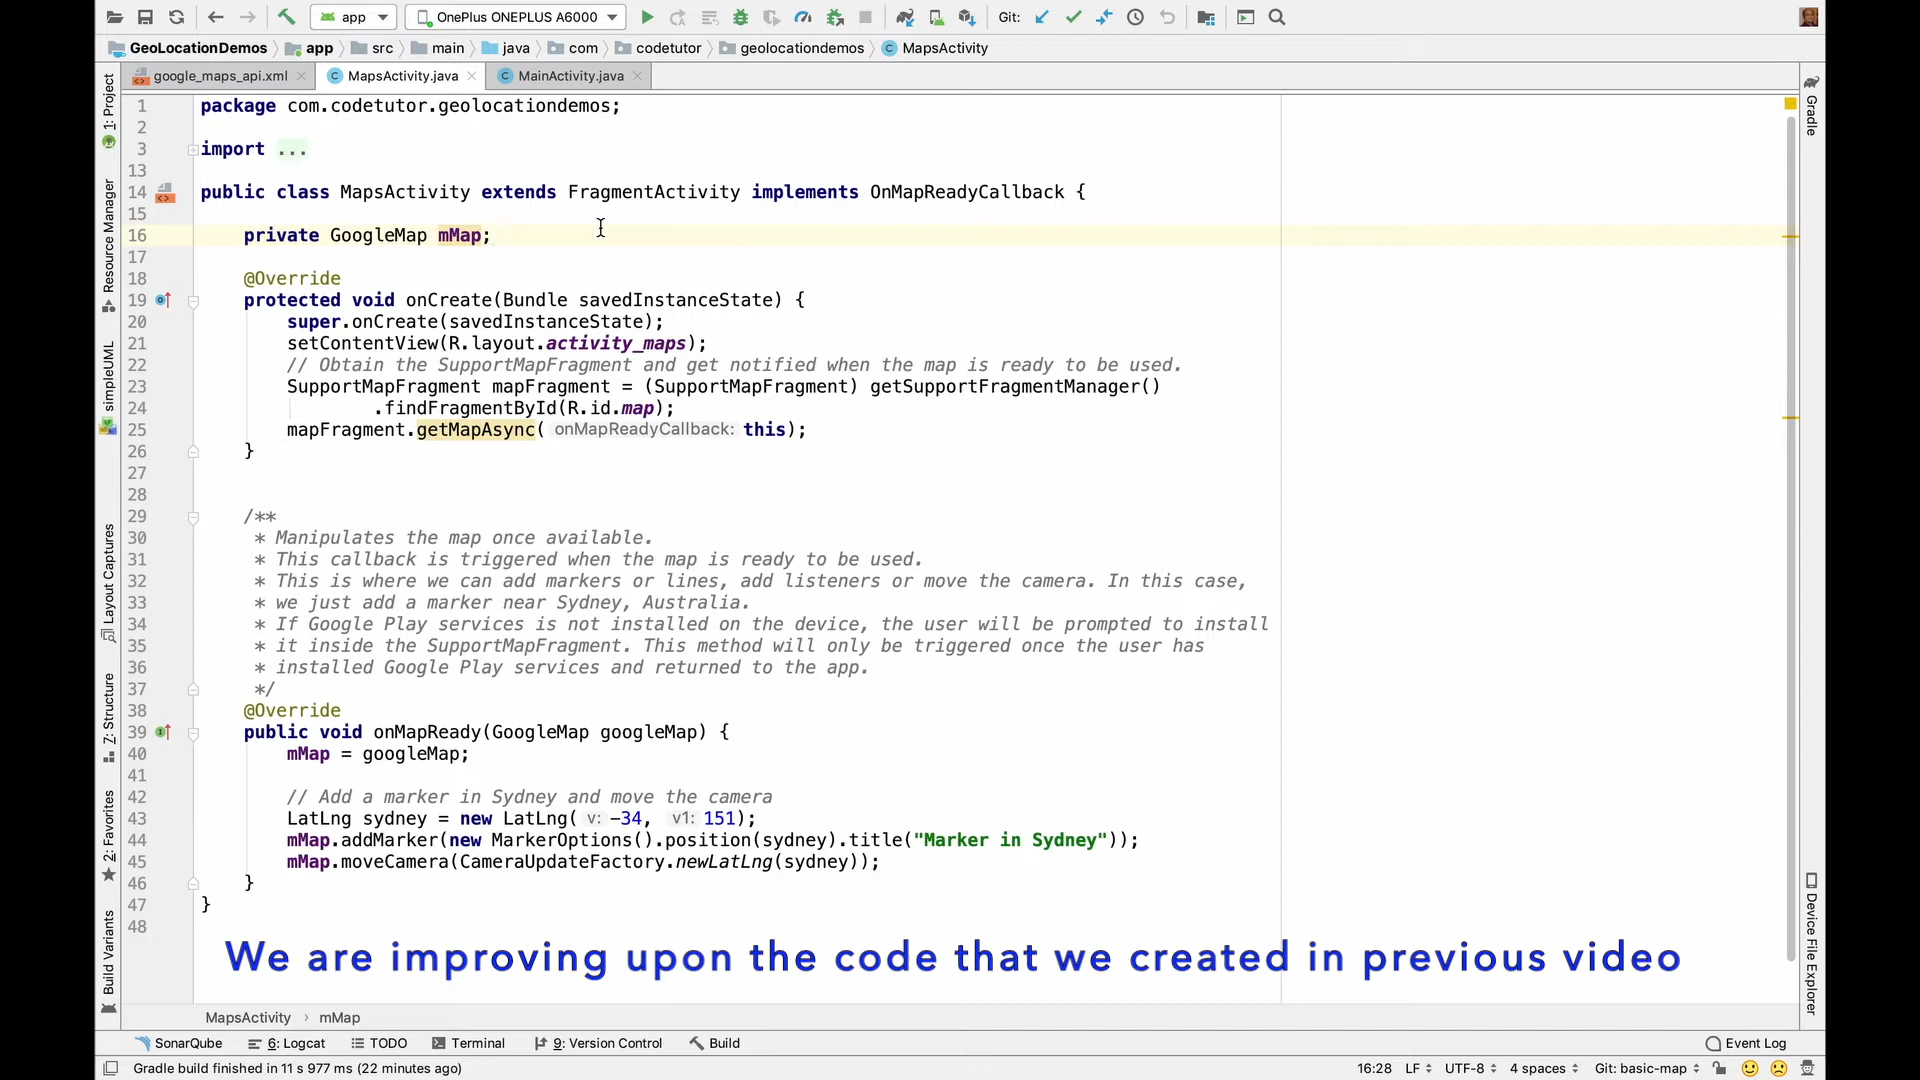 app
OnePlus ONEPLUS A6000
Git:
GeoLocationDemos
app
src
main
java
com
codetutor
geolocationdemos
MapsActivity
google_maps_api.xml
MapsActivity.java
MainActivity.java
1: Project
Resource Manager
simpleUML
Layout Captures
Z: Structure
2: Favorites
Build Variants
Gradle
Device File Explorer
1 package com.codetutor.geolocationdemos;
2
3 import ...
13
14 public class MapsActivity extends FragmentActivity implements OnMapReadyCallback {
15
16 private GoogleMap mMap;
17
18 @Override
19 protected void onCreate(Bundle savedInstanceState) {
20 super.onCreate(savedInstanceState);
21 setContentView(R.layout.activity_maps);
22 // Obtain the SupportMapFragment and get notified when the map is ready to be used.
23 SupportMapFragment mapFragment = (SupportMapFragment) getSupportFragmentManager()
24 .findFragmentById(R.id.map);
25 mapFragment.getMapAsync( onMapReadyCallback: this);
26 }
27
28
29 /**
30 * Manipulates the map once available.
31 * This callback is triggered when the map is ready to be used.
32 * This is where we can add markers or lines, add listeners or move the camera. In this case,
33 * we just add a marker near Sydney, Australia.
34 * If Google Play services is not installed on the device, the user will be prompted to install
35 * it inside the SupportMapFragment. This method will only be triggered once the user has
36 * installed Google Play services and returned to the app.
37 */
38 @Override
39 public void onMapReady(GoogleMap googleMap) {
40 mMap = googleMap;
41
42 // Add a marker in Sydney and move the camera
43 LatLng sydney = new LatLng( v: -34, v1: 151);
44 mMap.addMarker(new MarkerOptions().position(sydney).title("Marker in Sydney"));
45 mMap.moveCamera(CameraUpdateFactory.newLatLng(sydney));
46 }
47 }
48
We are improving upon the code that we created in previous video
MapsActivity › mMap
SonarQube
6: Logcat
TODO
Terminal
9: Version Control
Build
Event Log
Gradle build finished in 11 s 977 ms (22 minutes ago)
16:28
LF
UTF-8
4 spaces
Git: basic-map